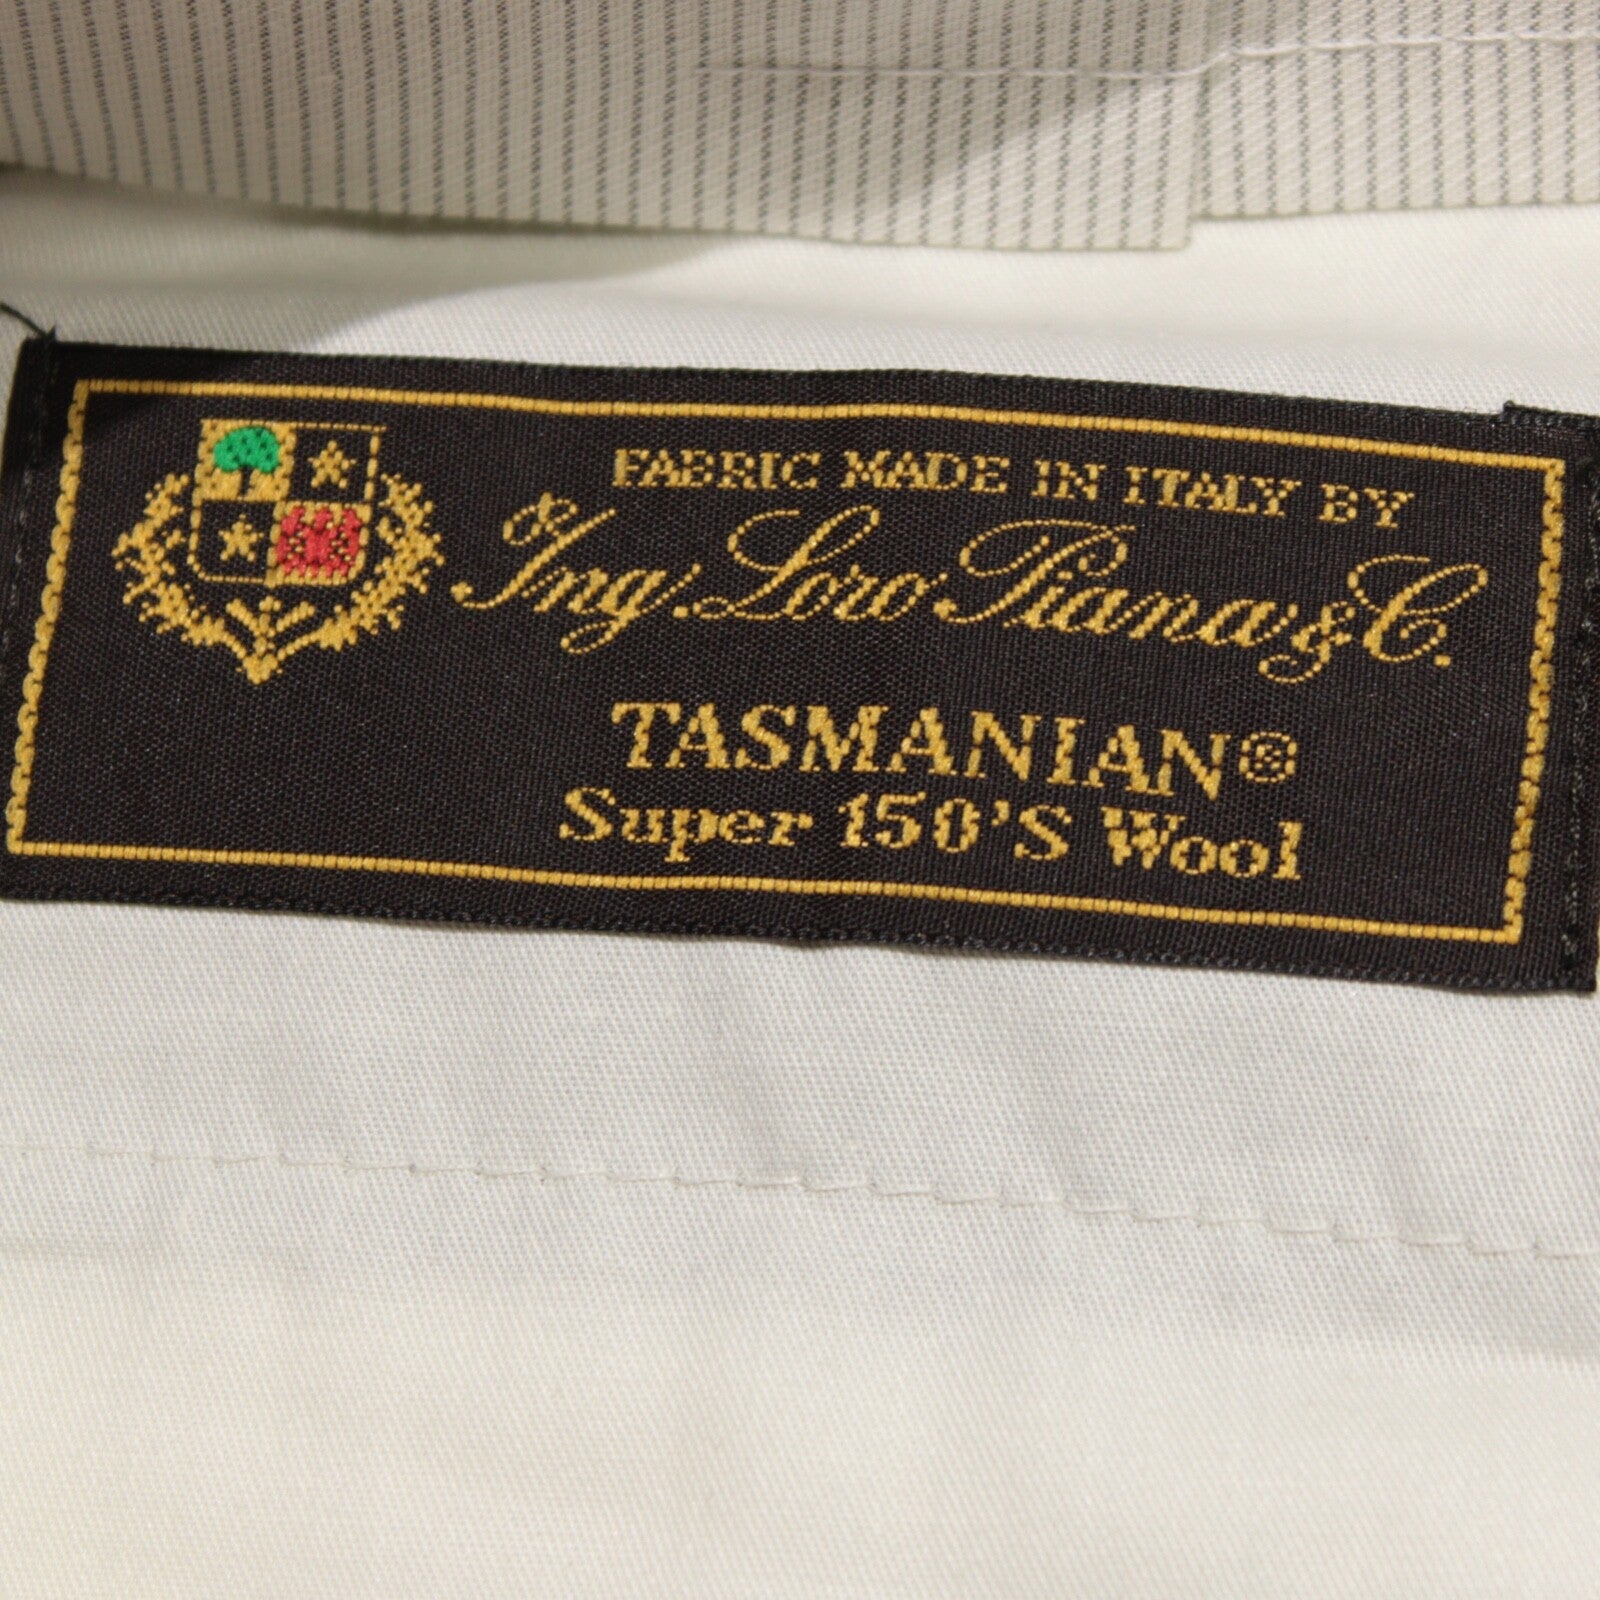 FABRIC MADE IN ITALY BY
Ing. Loro Piana & C.
TASMANIAN®
Super 150'S Wool